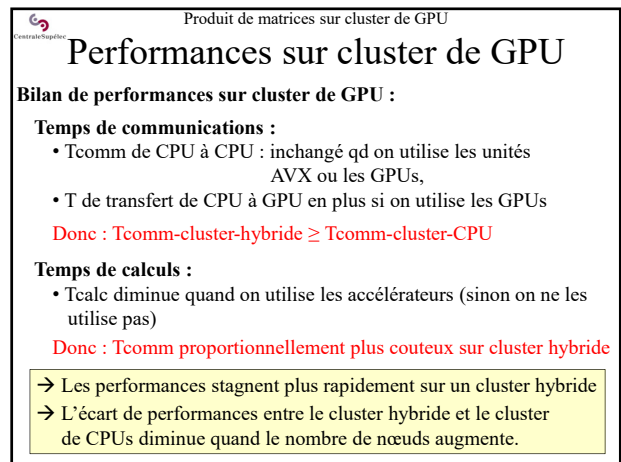 Produit de matrices sur cluster de GPU
CentraleSupélec
Performances sur cluster de GPU
Bilan de performances sur cluster de GPU :
Temps de communications :
• Tcomm de CPU à CPU : inchangé qd on utilise les unités
AVX ou les GPUs,
• T de transfert de CPU à GPU en plus si on utilise les GPUs
Donc : Tcomm-cluster-hybride ≥ Tcomm-cluster-CPU
Temps de calculs :
• Tcalc diminue quand on utilise les accélérateurs (sinon on ne les
utilise pas)
Donc : Tcomm proportionnellement plus couteux sur cluster hybride
→ Les performances stagnent plus rapidement sur un cluster hybride
→ L'écart de performances entre le cluster hybride et le cluster
de CPUs diminue quand le nombre de nœuds augmente.